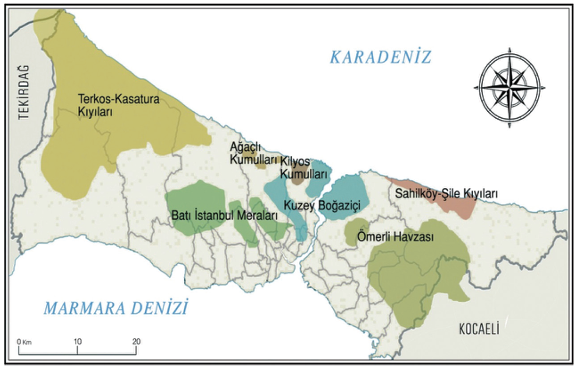 KARADENİZ
TEKİRDAĞ
Terkos-Kasatura
Kıyıları
Ağaçlı
Kumulları
Kilyos
Kumulları
Sahilköy-Şile Kıyıları
Batı İstanbul Meraları
Kuzey Boğaziçi
Ömerli Havzası
MARMARA DENİZİ
KOCAELİ
0 Km
10
20